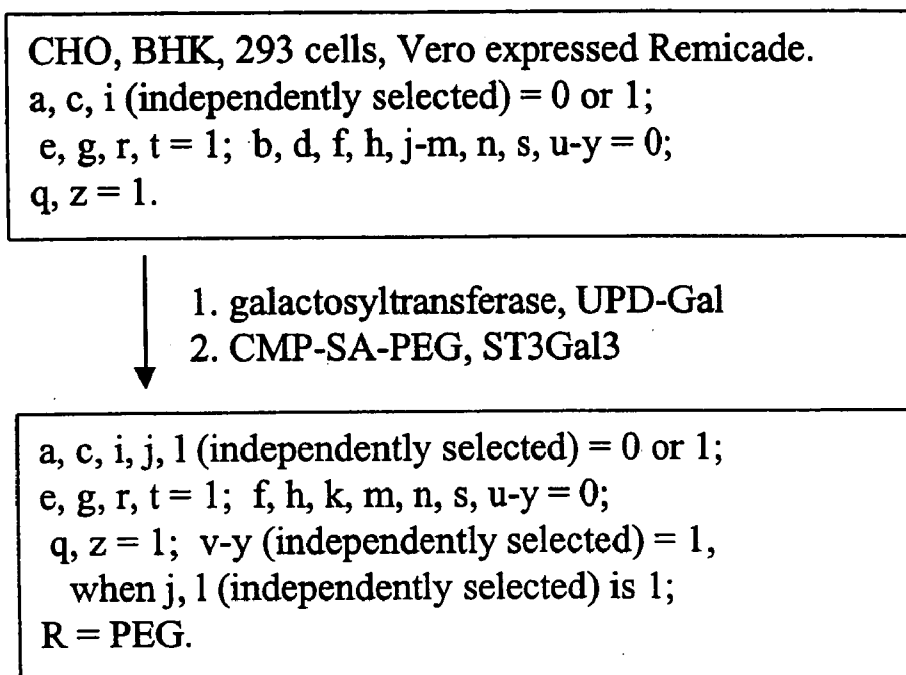 CHO, BHK, 293 cells, Vero expressed Remicade.
a, c, i (independently selected) = 0 or 1;
e, g, r, t = 1; b, d, f, h, j-m, n, s, u-y = 0;
q, z = 1.
1. galactosyltransferase, UPD-Gal
2. CMP-SA-PEG, ST3Gal3
a, c, i, j, l (independently selected) = 0 or 1;
e, g, r, t = 1; f, h, k, m, n, s, u-y = 0;
q, z = 1; v-y (independently selected) = 1,
when j, l (independently selected) is 1;
R = PEG.